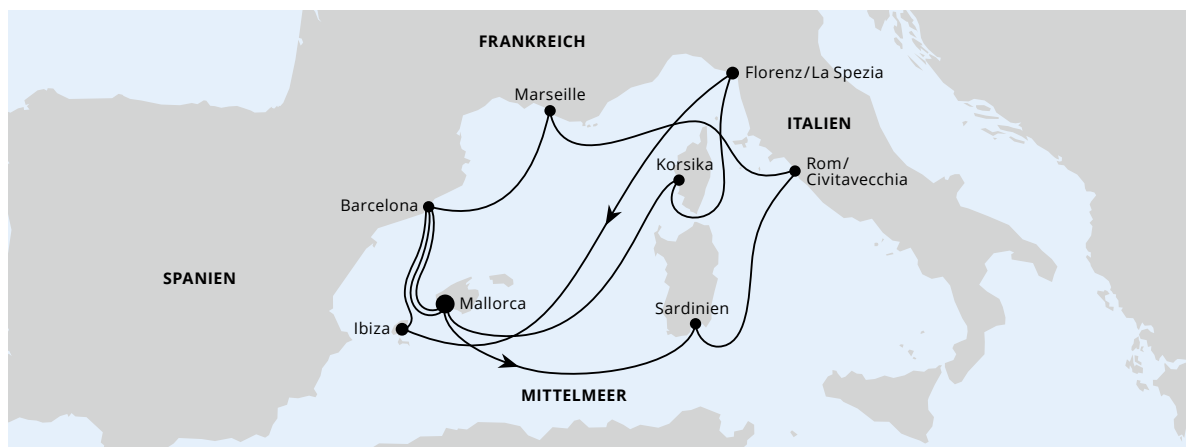 FRANKREICH
Florenz/La Spezia
Marseille
ITALIEN
Korsika
Rom/
Civitavecchia
Barcelona
SPANIEN
Mallorca
Sardinien
Ibiza
MITTELMEER